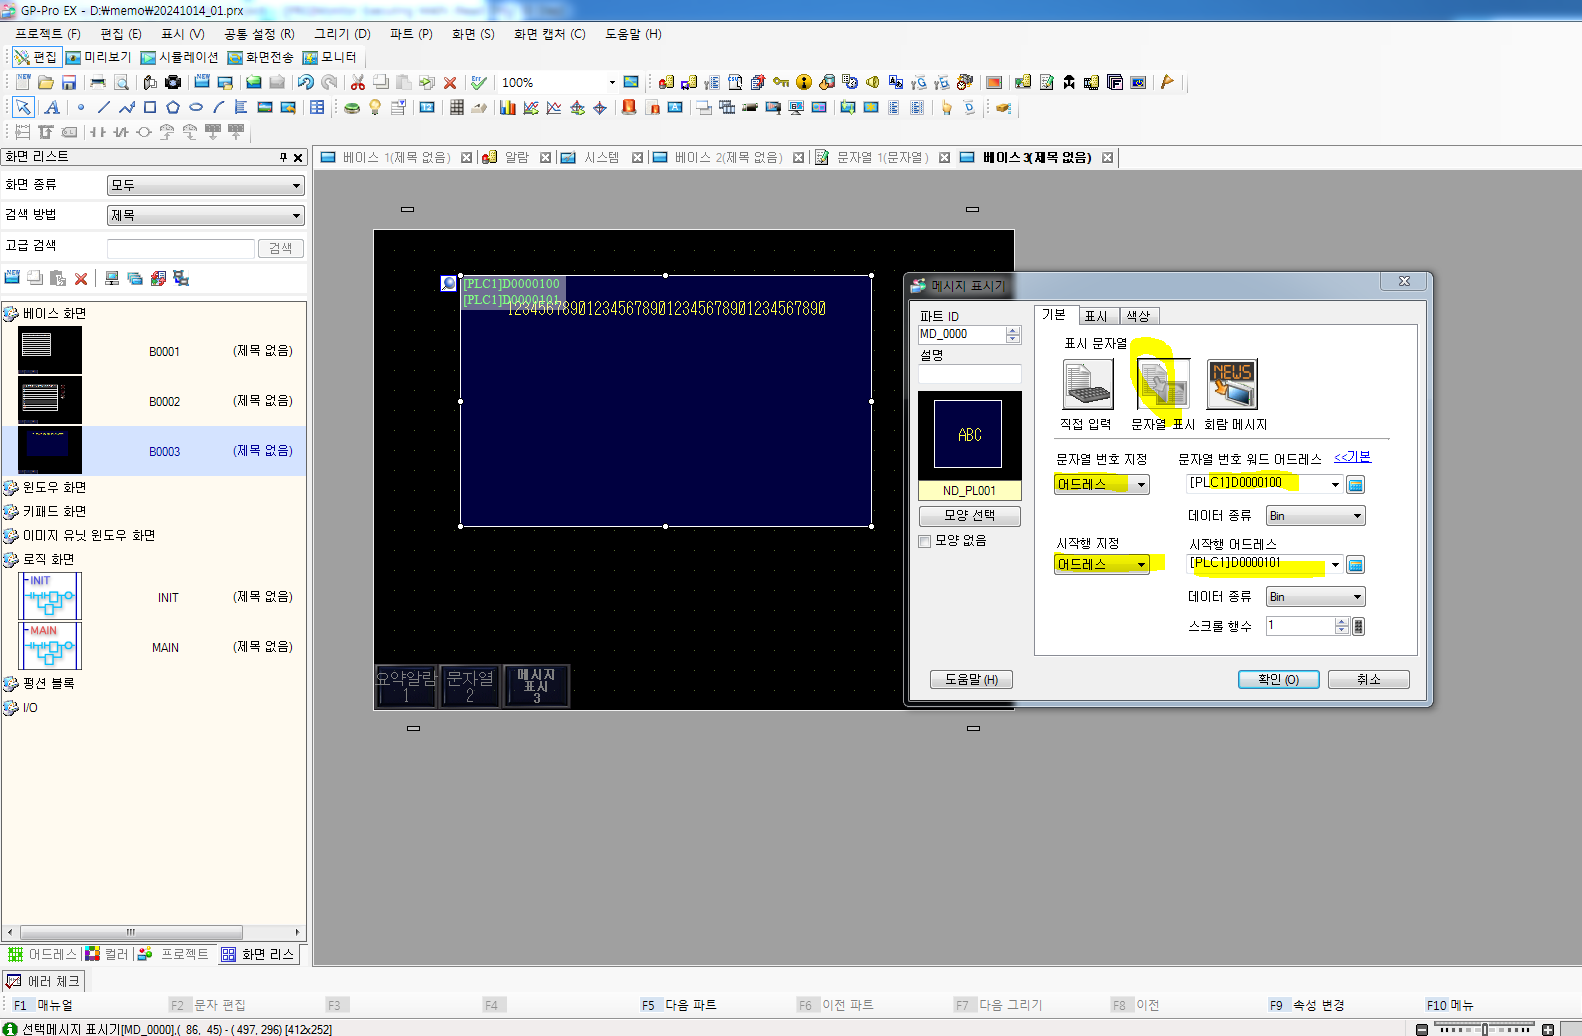 GP-Pro EX - D:₩memo₩20241014_01.prx
프로젝트 (F) 편집 (E) 표시 (V) 공통 설정 (R) 그리기 (D) 파트 (P) 화면 (S) 화면 캡처 (C) 도움말 (H)
편집 미리보기 시뮬레이션 화면전송 모니터
100%
화면 리스트
베이스 1(제목 없음) 알람 시스템 베이스 2(제목 없음) 문자열 1(문자열) 베이스 3(제목 없음)
화면 종류 모두
검색 방법 제목
고급 검색 검색
베이스 화면
B0001 (제목 없음)
B0002 (제목 없음)
B0003 (제목 없음)
윈도우 화면
키패드 화면
이미지 유닛 윈도우 화면
로직 화면
INIT INIT (제목 없음)
MAIN MAIN (제목 없음)
펑션 블록
I/O
[PLC1]D0000100
[PLC1]D0000101
1234567890123456789012345678901234567890
요약알람
1
문자열
2
메시지
표시
3
메시지 표시기
파트 ID
MD_0000
설명
ABC
ND_PL001
모양 선택
모양 없음
기본 표시 색상
표시 문자열
NEWS
직접 입력 문자열 표시 회람 메시지
문자열 번호 지정 문자열 번호 워드 어드레스 <<기본
어드레스 [PLC1]D0000100
데이터 종류 Bin
시작행 지정 시작행 어드레스
어드레스 [PLC1]D0000101
데이터 종류 Bin
스크롤 행수 1
도움말 (H) 확인 (O) 취소
어드레스 컬러 프로젝트 화면 리스
에러 체크
F1 매뉴얼 F2 문자 편집 F3 F4 F5 다음 파트 F6 이전 파트 F7 다음 그리기 F8 이전 F9 속성 변경 F10 메뉴
선택메시지 표시기[MD_0000],( 86, 45) - ( 497, 296) [412x252]